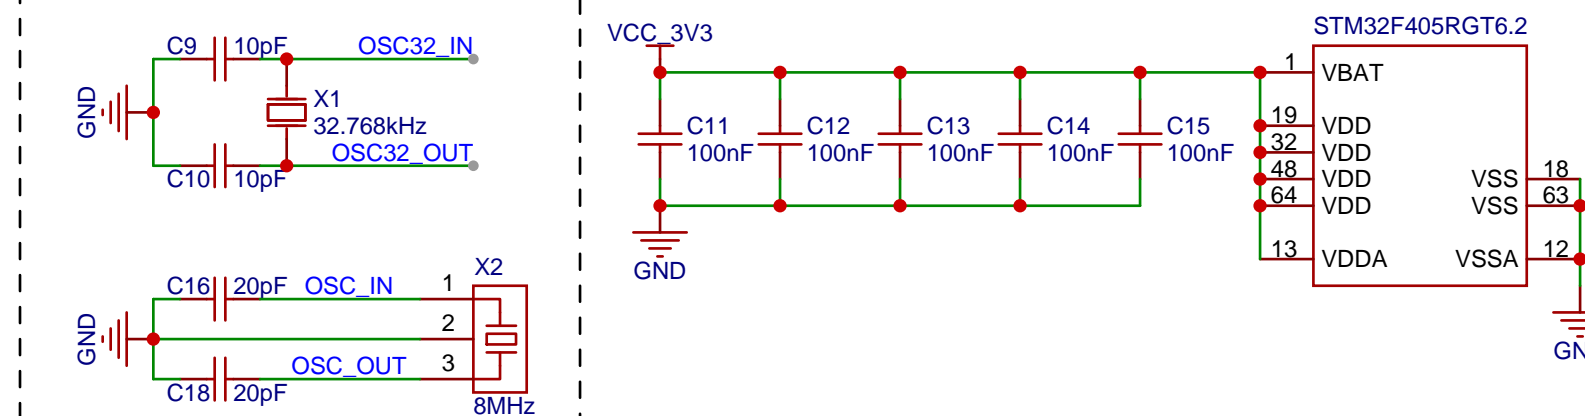 C9 10pF OSC32_IN
GND
X1
32.768kHz
OSC32_OUT
C10 10pF
C16 20pF OSC_IN 1
X2
GND
2
OSC_OUT 3
C18 20pF
8MHz
VCC_3V3
C11
100nF
C12
100nF
C13
100nF
C14
100nF
C15
100nF
GND
STM32F405RGT6.2
1 VBAT
19 VDD
32 VDD
48 VDD
64 VDD
13 VDDA
VSS 18
VSS 63
VSSA 12
GN